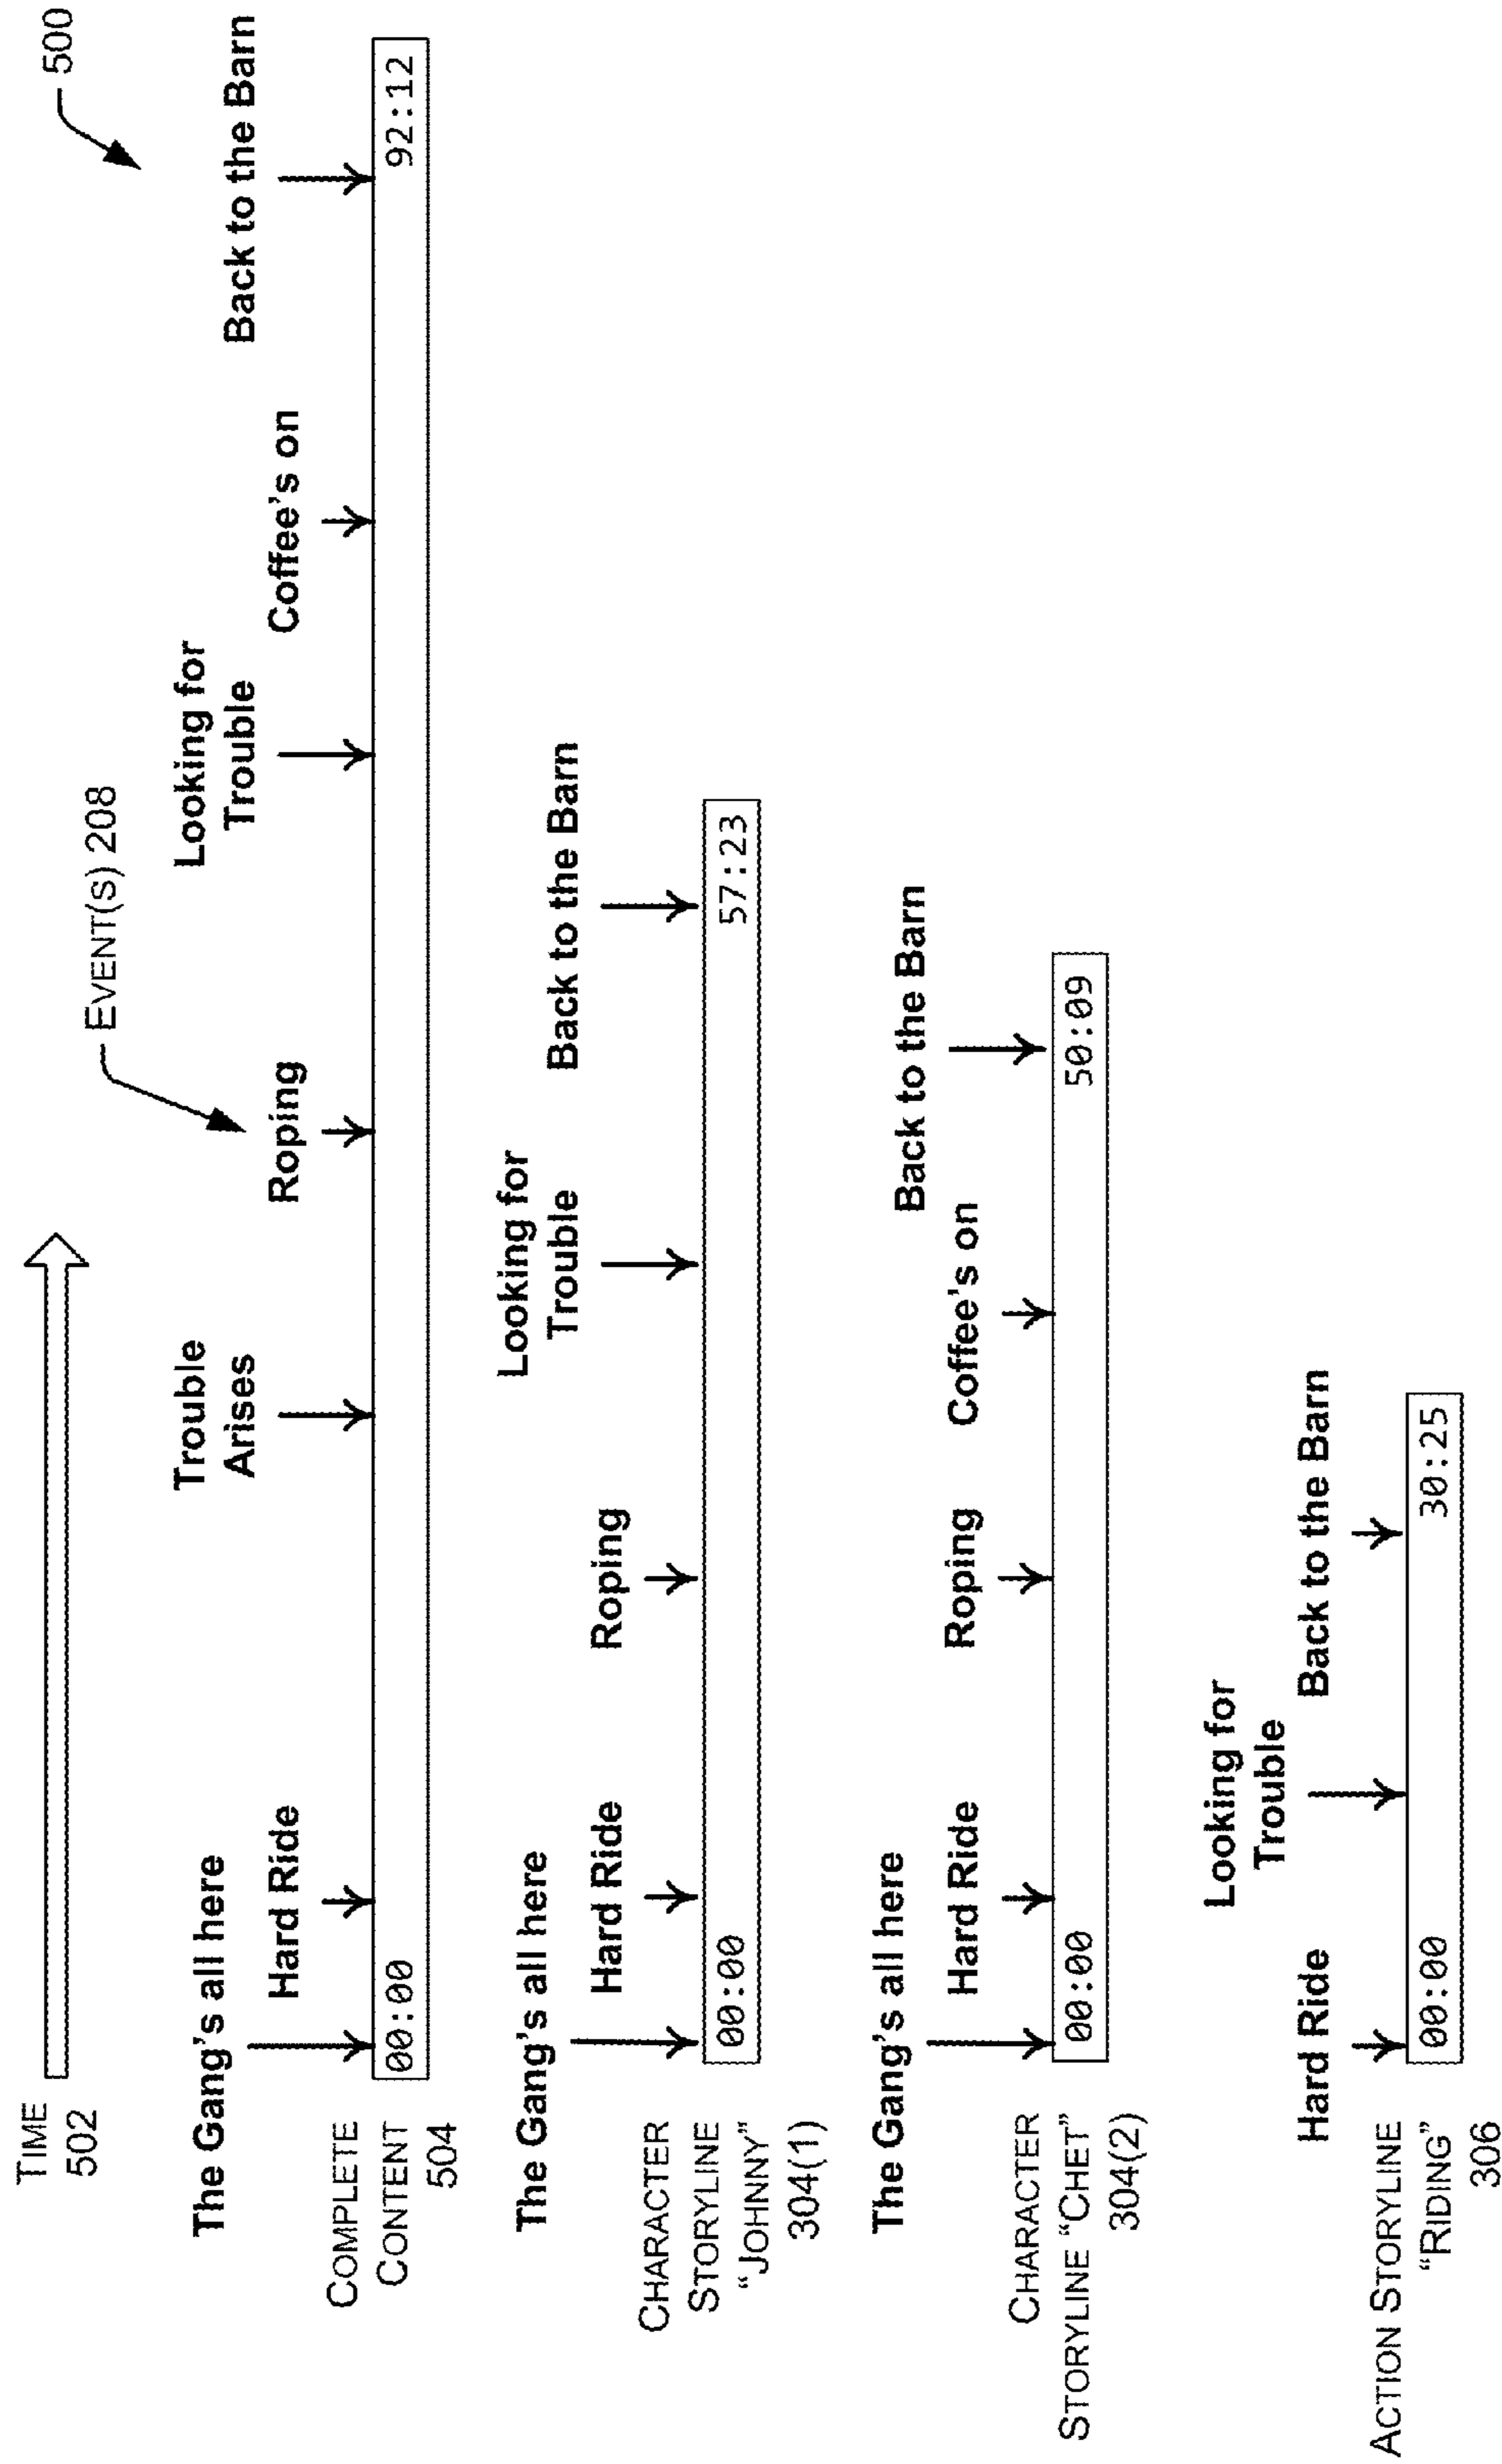 500
TIME
502
EVENT(S) 208
The Gang's all here
Hard Ride
Trouble
Arises
Roping
Looking for
Trouble
Coffee's on
Back to the Barn
COMPLETE
CONTENT
504
00:00
92:12
The Gang's all here
Hard Ride
Roping
Looking for
Trouble
Back to the Barn
CHARACTER
STORYLINE
“JOHNNY”
304(1)
00:00
57:23
The Gang's all here
Hard Ride
Roping
Coffee's on
Back to the Barn
CHARACTER
STORYLINE “CHET”
304(2)
00:00
50:09
Hard Ride
Looking for
Trouble
Back to the Barn
ACTION STORYLINE
“RIDING”
306
00:00
30:25